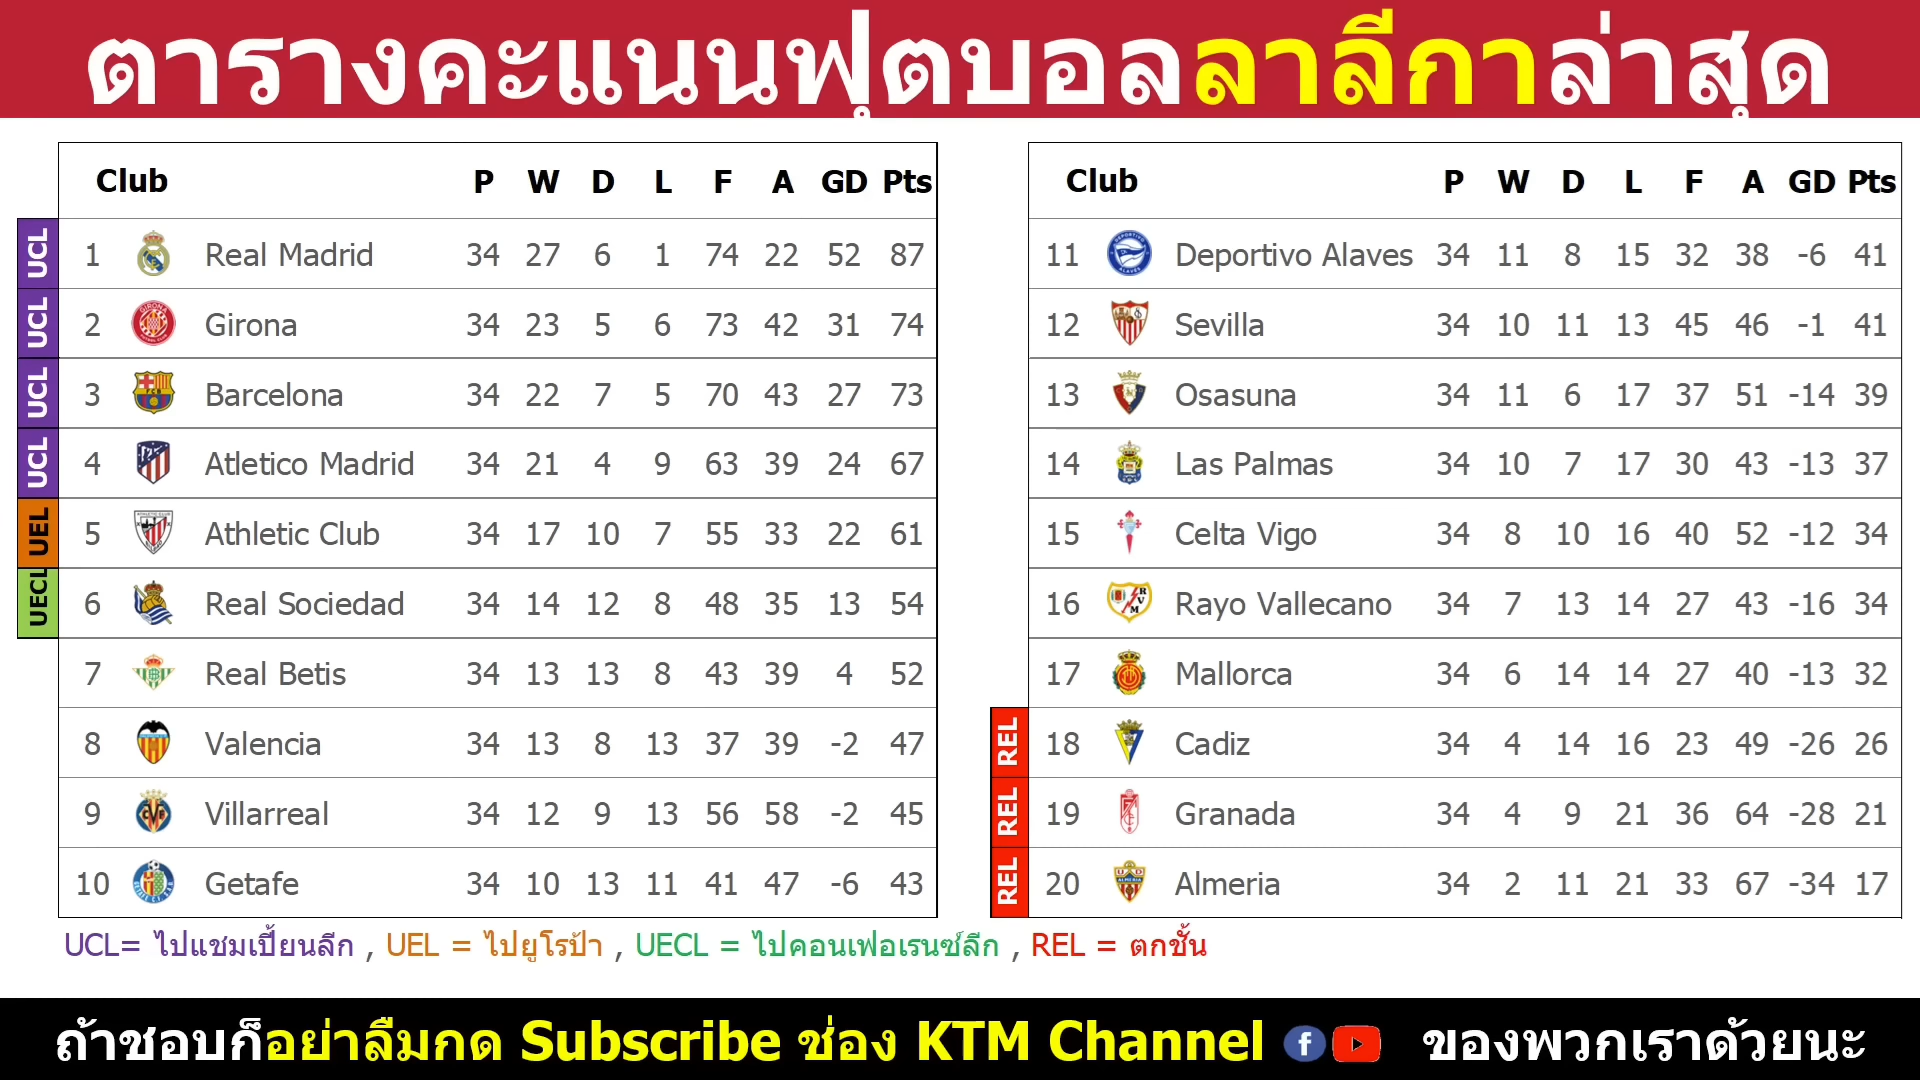 ตารางคะแนนฟุตบอลลาลีกาล่าสุด
Club P W D L F A GD Pts
UCL 1 Real Madrid 34 27 6 1 74 22 52 87
UCL 2 Girona 34 23 5 6 73 42 31 74
UCL 3 Barcelona 34 22 7 5 70 43 27 73
UCL 4 Atletico Madrid 34 21 4 9 63 39 24 67
UEL 5 Athletic Club 34 17 10 7 55 33 22 61
UECL 6 Real Sociedad 34 14 12 8 48 35 13 54
7 Real Betis 34 13 13 8 43 39 4 52
8 Valencia 34 13 8 13 37 39 -2 47
9 Villarreal 34 12 9 13 56 58 -2 45
10 Getafe 34 10 13 11 41 47 -6 43
Club P W D L F A GD Pts
11 Deportivo Alaves 34 11 8 15 32 38 -6 41
12 Sevilla 34 10 11 13 45 46 -1 41
13 Osasuna 34 11 6 17 37 51 -14 39
14 Las Palmas 34 10 7 17 30 43 -13 37
15 Celta Vigo 34 8 10 16 40 52 -12 34
16 Rayo Vallecano 34 7 13 14 27 43 -16 34
17 Mallorca 34 6 14 14 27 40 -13 32
REL 18 Cadiz 34 4 14 16 23 49 -26 26
REL 19 Granada 34 4 9 21 36 64 -28 21
REL 20 Almeria 34 2 11 21 33 67 -34 17
UCL= ไปแชมเปี้ยนลีก , UEL = ไปยูโรป้า , UECL = ไปคอนเฟอเรนซ์ลีก , REL = ตกชั้น
ถ้าชอบก็อย่าลืมกด Subscribe ช่อง KTM Channel ของพวกเราด้วยนะ